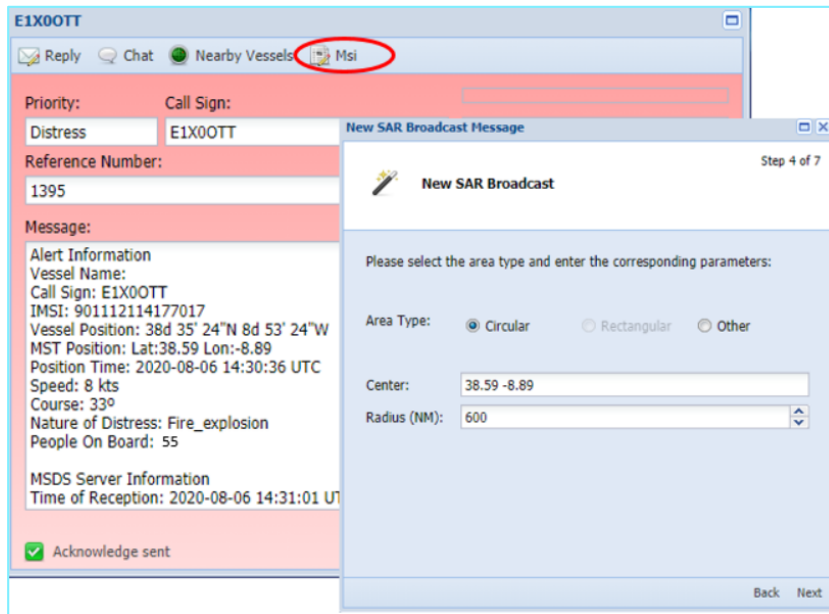 E1X0OTT
Reply Chat Nearby Vessels Msi
Priority: Call Sign:
Distress E1X0OTT
Reference Number:
1395
Message:
Alert Information
Vessel Name:
Call Sign: E1X0OTT
IMSI: 901112114177017
Vessel Position: 38d 35' 24"N 8d 53' 24"W
MST Position: Lat:38.59 Lon:-8.89
Position Time: 2020-08-06 14:30:36 UTC
Speed: 8 kts
Course: 33º
Nature of Distress: Fire_explosion
People On Board: 55
MSDS Server Information
Time of Reception: 2020-08-06 14:31:01 UT
Acknowledge sent
New SAR Broadcast Message
Step 4 of 7
New SAR Broadcast
Please select the area type and enter the corresponding parameters:
Area Type: Circular Rectangular Other
Center: 38.59 -8.89
Radius (NM): 600
Back Next